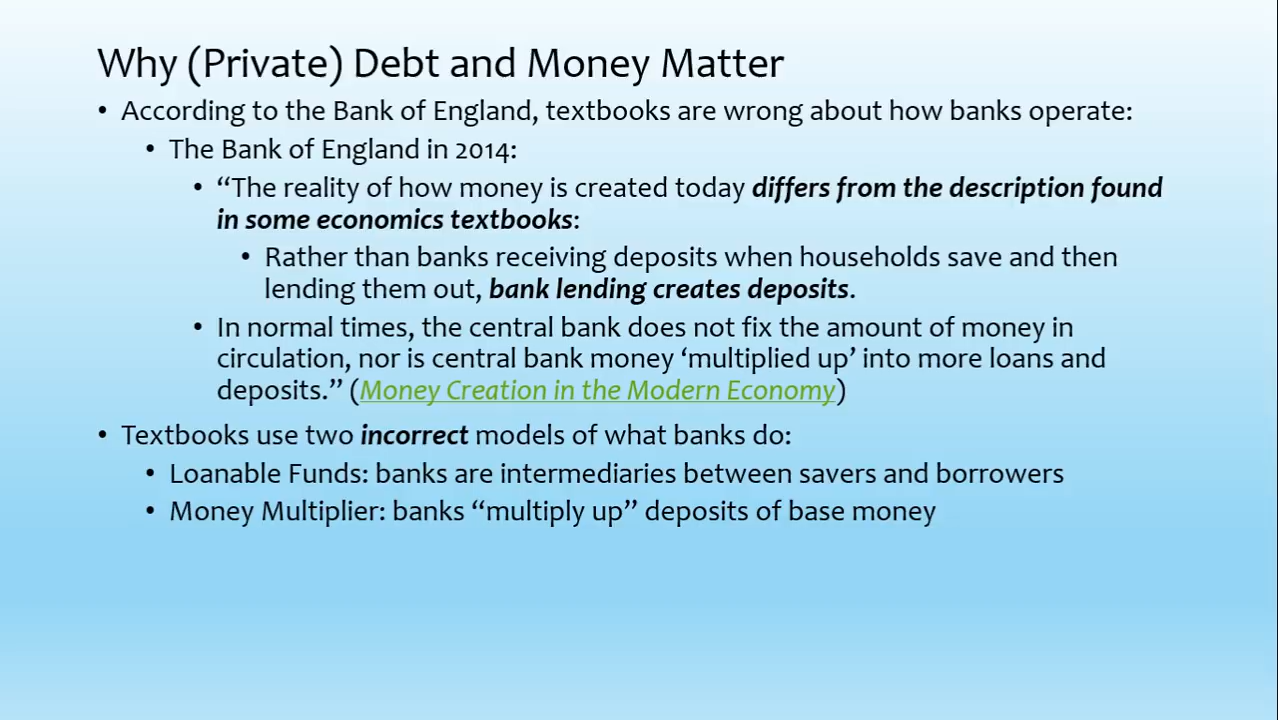 Why (Private) Debt and Money Matter
• According to the Bank of England, textbooks are wrong about how banks operate:
• The Bank of England in 2014:
• “The reality of how money is created today differs from the description found
in some economics textbooks:
• Rather than banks receiving deposits when households save and then
lending them out, bank lending creates deposits.
• In normal times, the central bank does not fix the amount of money in
circulation, nor is central bank money ‘multiplied up’ into more loans and
deposits.” (Money Creation in the Modern Economy)
• Textbooks use two incorrect models of what banks do:
• Loanable Funds: banks are intermediaries between savers and borrowers
• Money Multiplier: banks “multiply up” deposits of base money